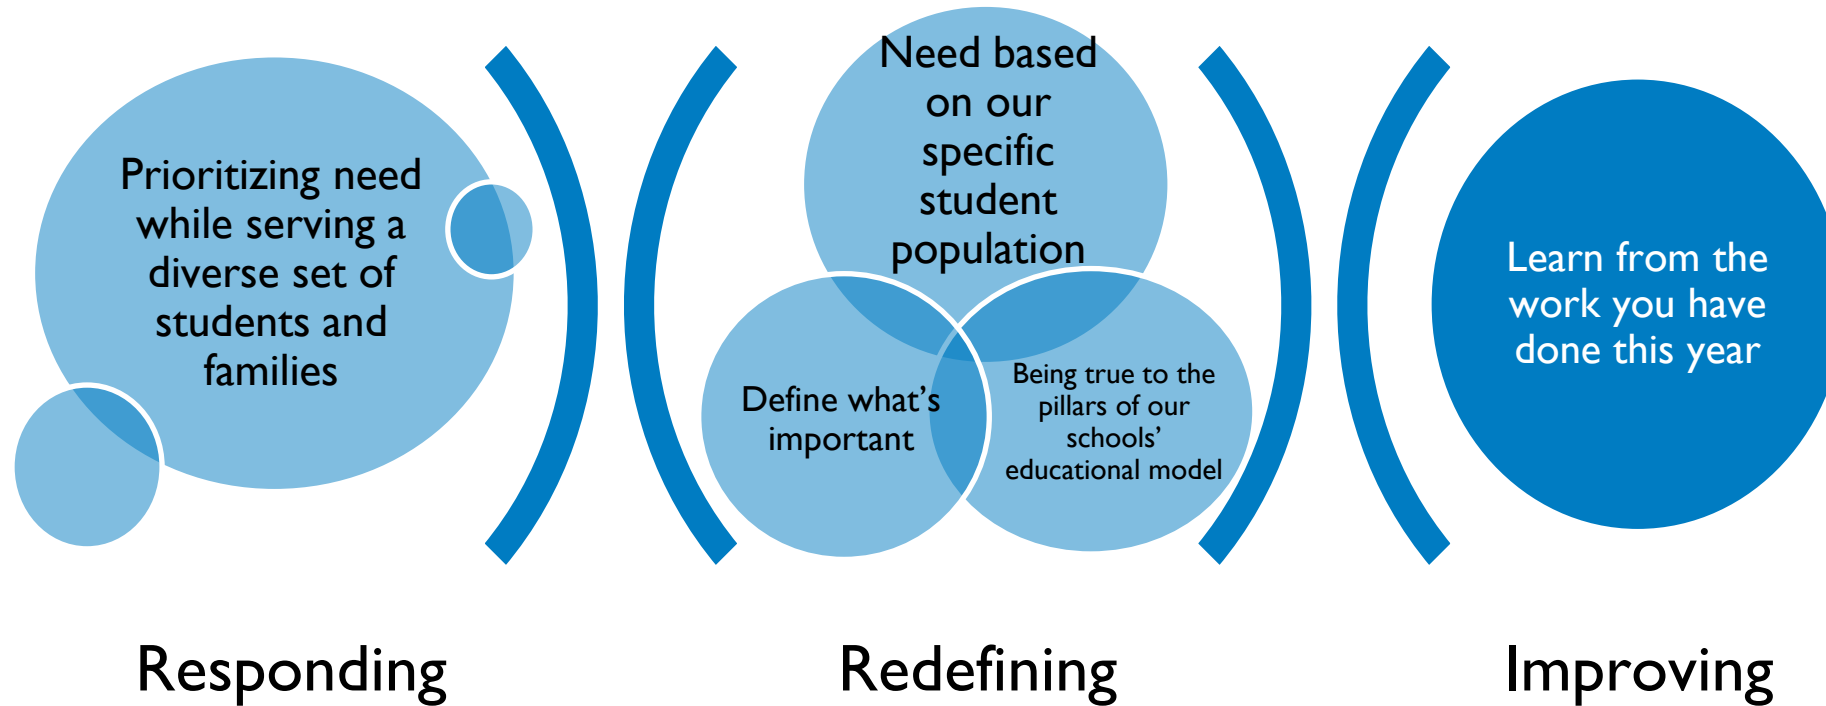 Prioritizing need
while serving a
diverse set of
students and
families
Need based
on our
specific
student
population
Define what's
important
Being true to the
pillars of our
schools'
educational model
Learn from the
work you have
done this year
Responding
Redefining
Improving